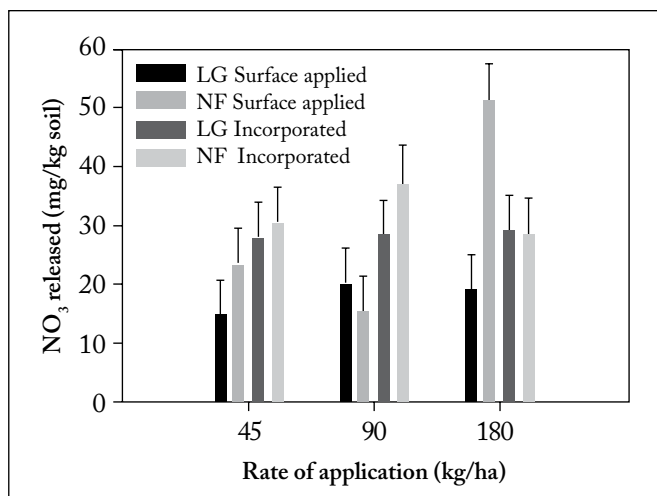 60
50
40
30
20
10
0
NO3 released (mg/kg soil)
LG Surface applied
NF Surface applied
LG Incorporated
NF Incorporated
45 90 180
Rate of application (kg/ha)